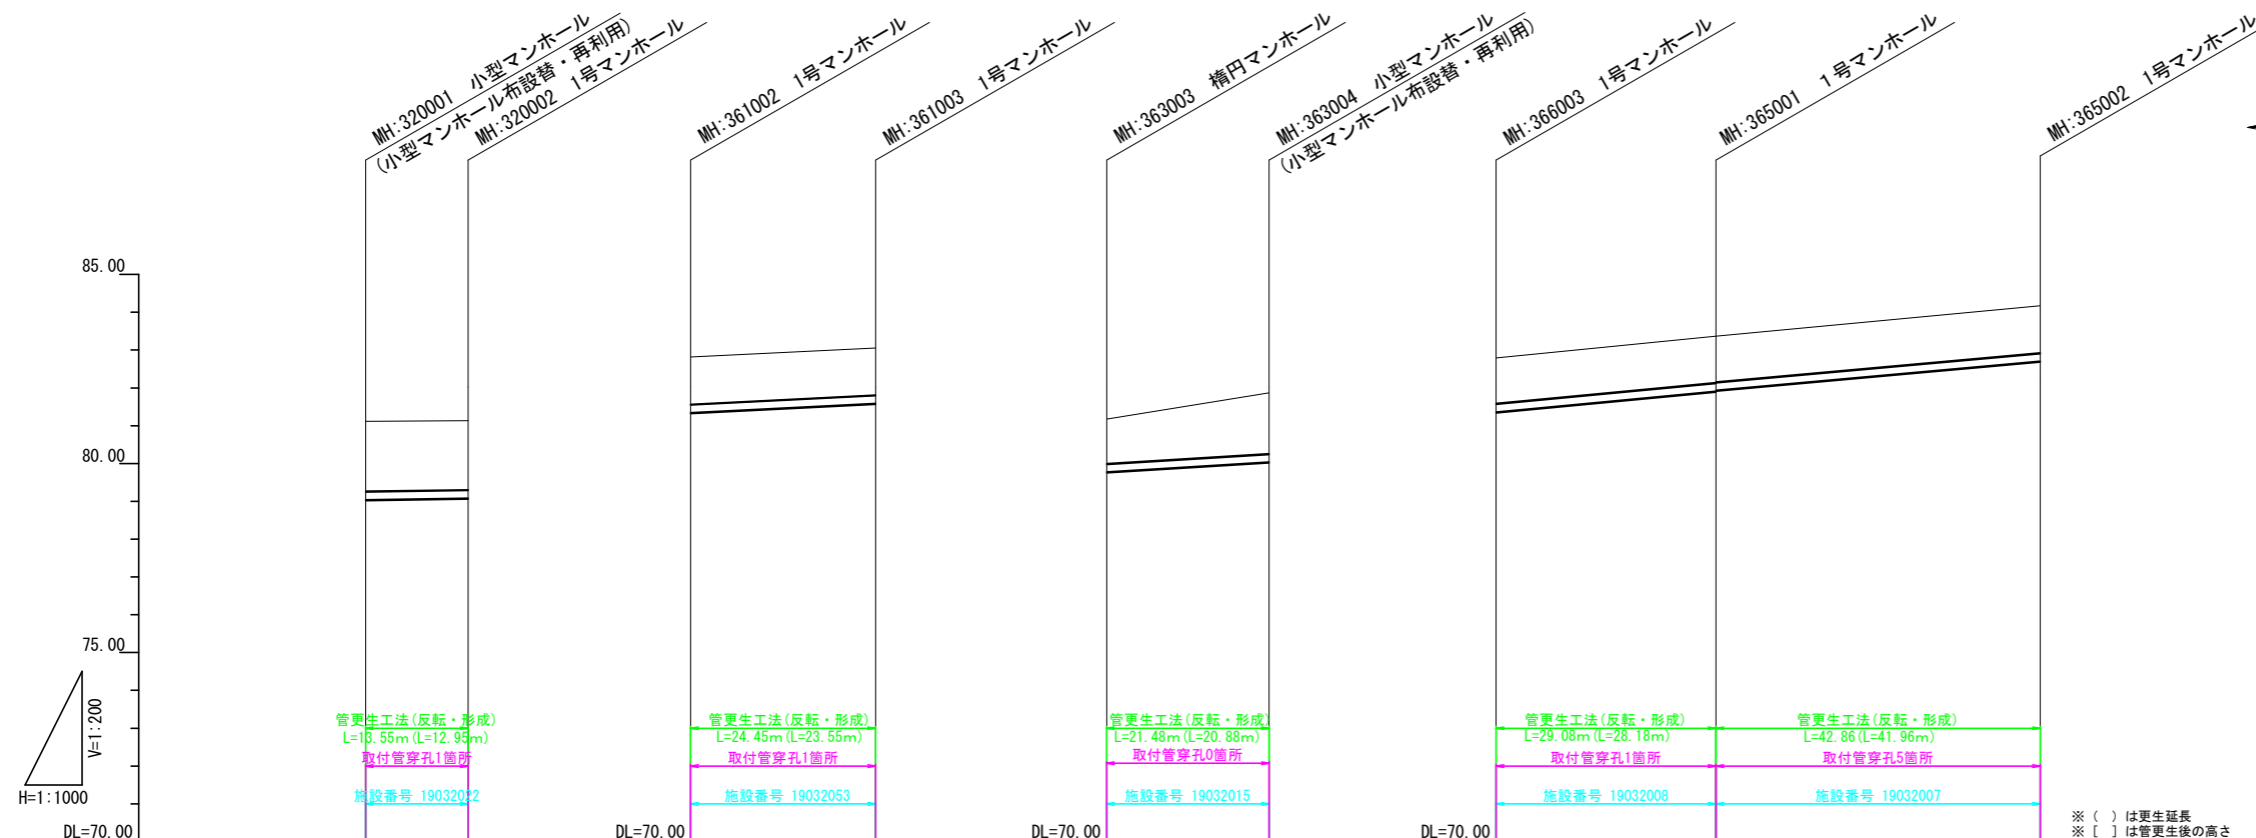 MH:320001 小型マンホール
(小型マンホール布設替・再利用)
MH:320002 1号マンホール
MH:361002 1号マンホール
MH:361003 1号マンホール
MH:363003 楕円マンホール
MH:363004 小型マンホール
(小型マンホール布設替・再利用)
MH:366003 1号マンホール
MH:365001 1号マンホール
MH:365002 1号マンホール
85.00
80.00
75.00
V=1:200
H=1:1000
管更生工法(反転・形成)
L=13.55m(L=12.95m)
取付管穿孔1箇所
施設番号 19032022
管更生工法(反転・形成)
L=24.45m(L=23.55m)
取付管穿孔1箇所
施設番号 19032053
管更生工法(反転・形成)
L=21.48m(L=20.88m)
取付管穿孔0箇所
施設番号 19032015
管更生工法(反転・形成)
L=29.08m(L=28.18m)
取付管穿孔1箇所
施設番号 19032008
管更生工法(反転・形成)
L=42.86(L=41.96m)
取付管穿孔5箇所
施設番号 19032007
DL=70.00
DL=70.00
DL=70.00
DL=70.00
※( )は更生延長
※[ ]は管更生後の高さ